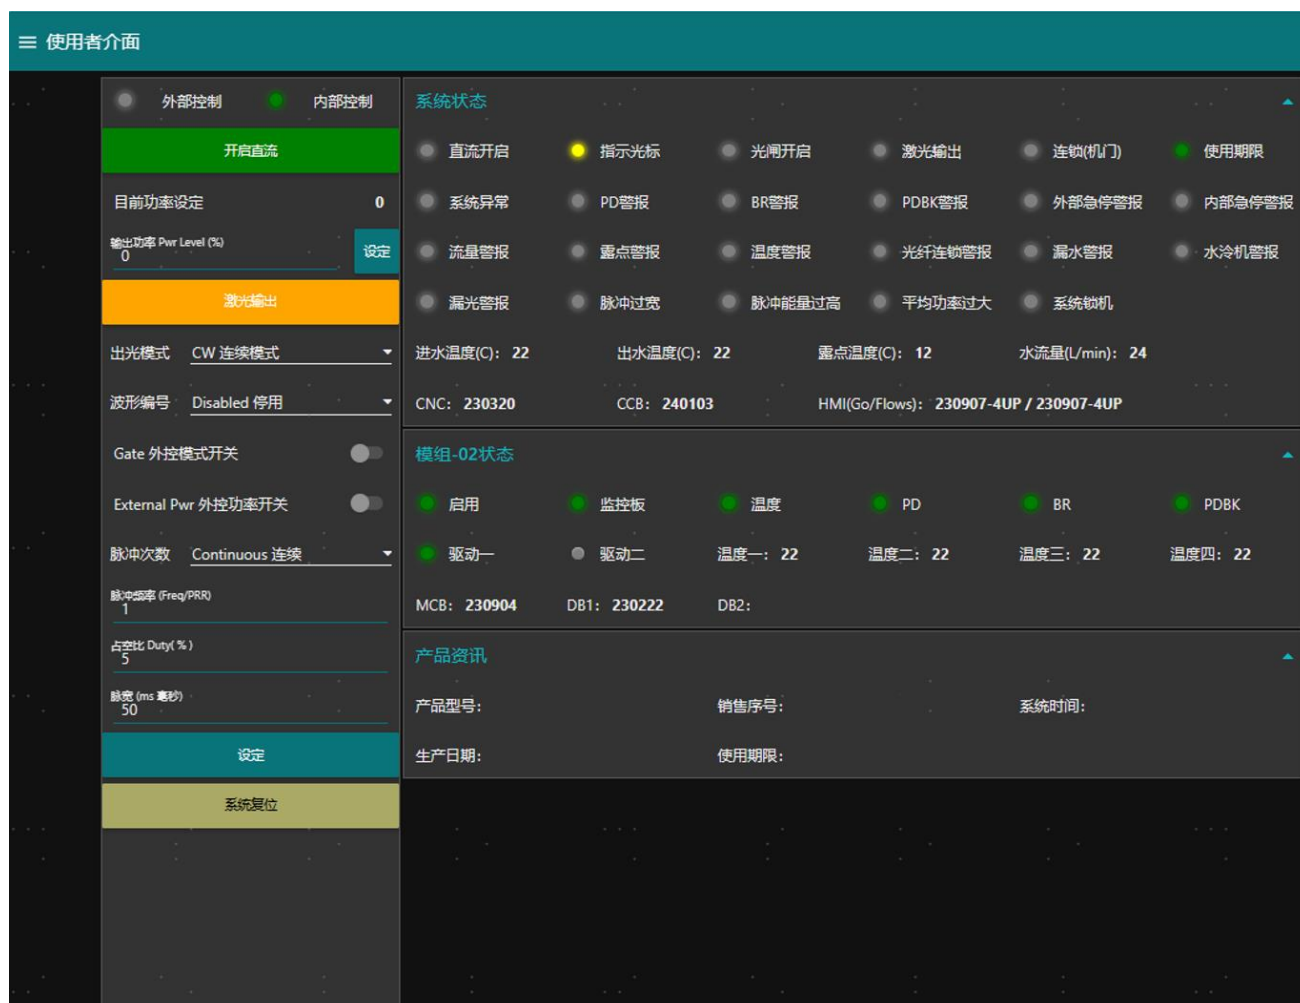 使用者介面
外部控制 内部控制
开启直流
目前功率设定 0
输出功率 Pwr Level (%)
0
设定
激光输出
出光模式 CW 连续模式
波形编号 Disabled 停用
Gate 外控模式开关
External Pwr 外控功率开关
脉冲次数 Continuous 连续
脉冲频率 (Freq/PRR)
1
占空比 Duty( % )
5
脉宽 (ms 毫秒)
50
设定
系统复位
系统状态
直流开启 指示光标 光闸开启 激光输出 连锁(机门) 使用期限
系统异常 PD警报 BR警报 PDBK警报 外部急停警报 内部急停警报
流量警报 露点警报 温度警报 光纤连锁警报 漏水警报 水冷机警报
漏光警报 脉冲过宽 脉冲能量过高 平均功率过大 系统锁机
进水温度(C): 22 出水温度(C): 22 露点温度(C): 12 水流量(L/min): 24
CNC: 230320 CCB: 240103 HMI(Go/Flows): 230907-4UP / 230907-4UP
模组-02状态
启用 监控板 温度 PD BR PDBK
驱动一 驱动二 温度一: 22 温度二: 22 温度三: 22 温度四: 22
MCB: 230904 DB1: 230222 DB2:
产品资讯
产品型号: 销售序号: 系统时间:
生产日期: 使用期限: